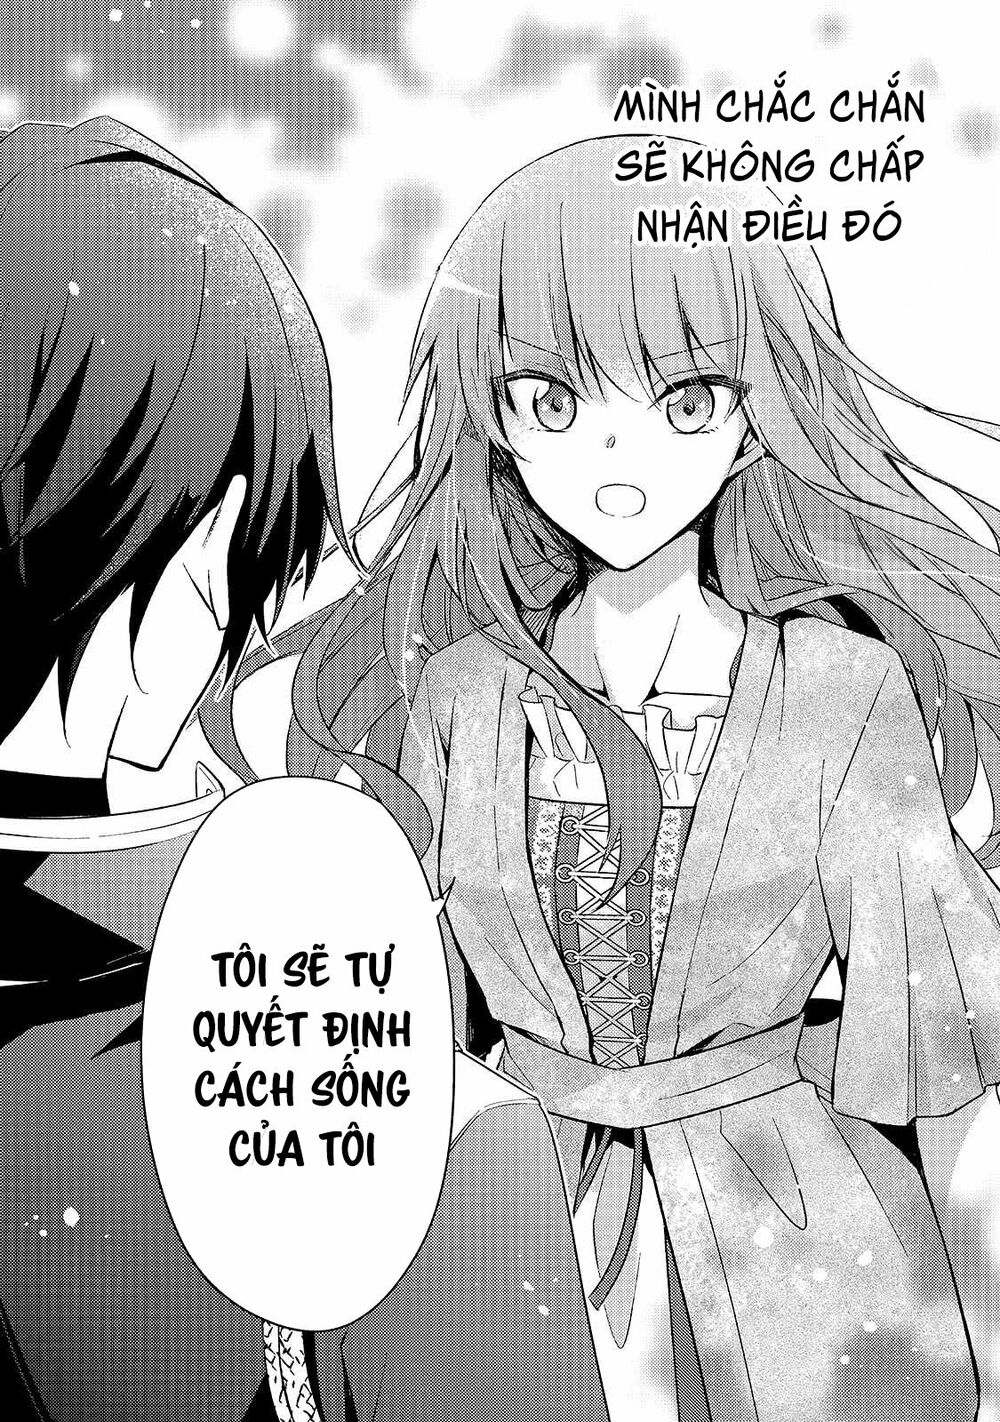 MÌNH CHẮC CHẮN
SẼ KHÔNG CHẤP
NHẬN ĐIỀU ĐÓ
TÔI SẼ TỰ
QUYẾT ĐỊNH
CÁCH SỐNG
CỦA TÔI